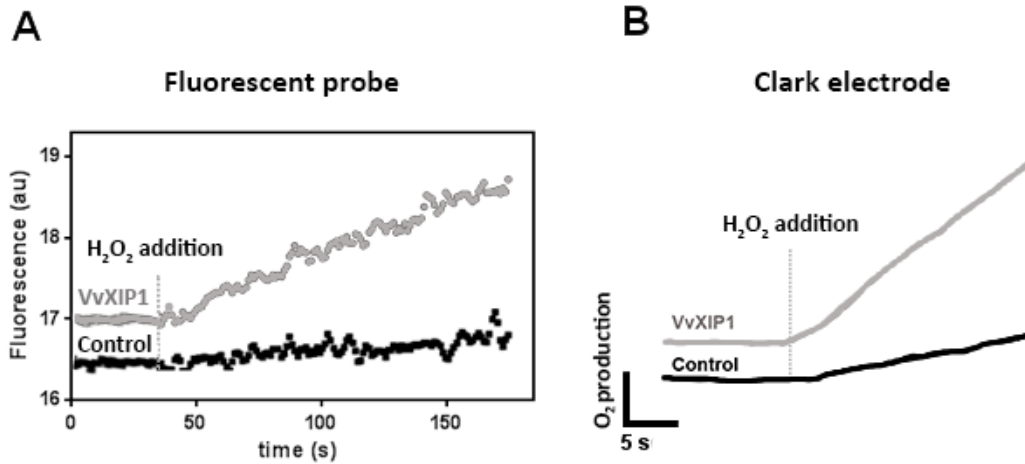 A
Fluorescent probe
Fluorescence (au)
19
18
17
16
H₂O₂ addition
VvXIP1
Control
0
50
100
150
time (s)
B
Clark electrode
H₂O₂ addition
VvXIP1
Control
O₂ production
5 s